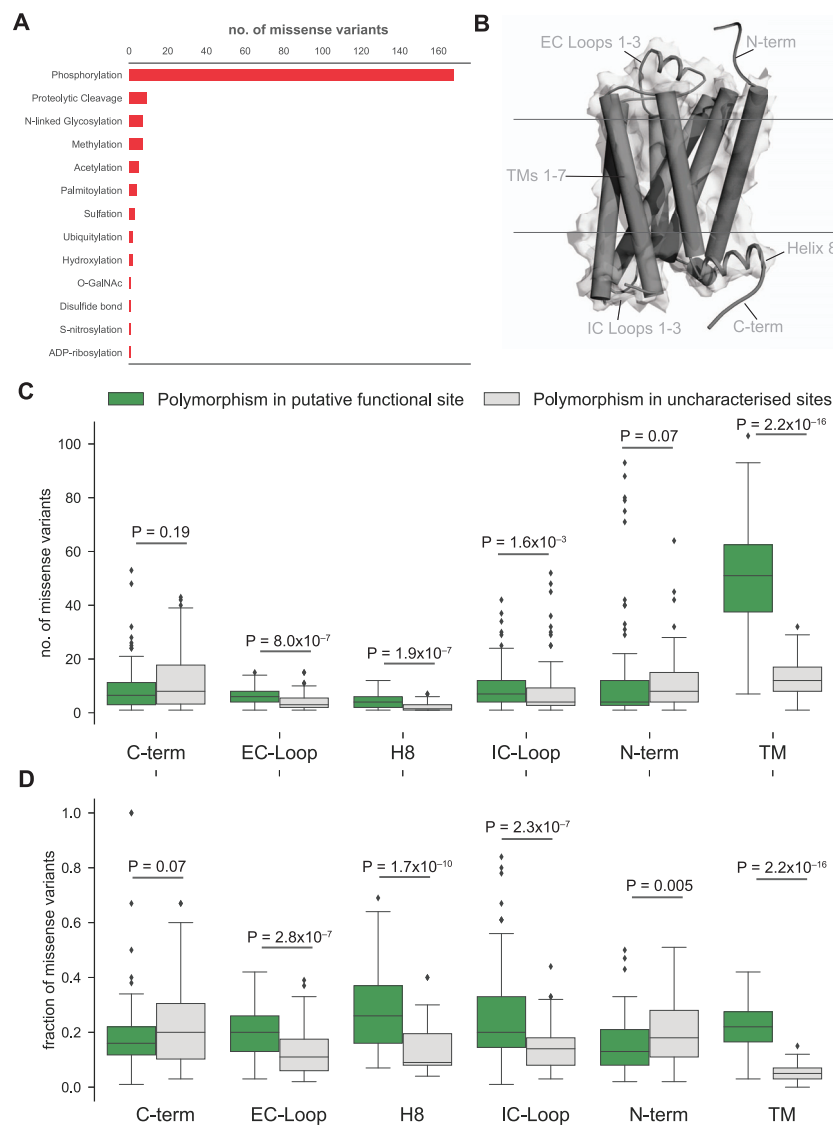 A
no. of missense variants
0 20 40 60 80 100 120 140 160
Phosphorylation
Proteolytic Cleavage
N-linked Glycosylation
Methylation
Acetylation
Palmitoylation
Sulfation
Ubiquitylation
Hydroxylation
O-GalNAc
Disulfide bond
S-nitrosylation
ADP-ribosylation
B
EC Loops 1-3
N-term
TMs 1-7
Helix 8
IC Loops 1-3
C-term
C
Polymorphism in putative functional site
Polymorphism in uncharacterised sites
no. of missense variants
100
80
60
40
20
0
P = 0.19
P = 8.0x10⁻⁷
P = 1.9x10⁻⁷
P = 1.6x10⁻³
P = 0.07
P = 2.2x10⁻¹⁶
C-term EC-Loop H8 IC-Loop N-term TM
D
fraction of missense variants
1.0
0.8
0.6
0.4
0.2
0.0
P = 0.07
P = 2.8x10⁻⁷
P = 1.7x10⁻¹⁰
P = 2.3x10⁻⁷
P = 0.005
P = 2.2x10⁻¹⁶
C-term EC-Loop H8 IC-Loop N-term TM